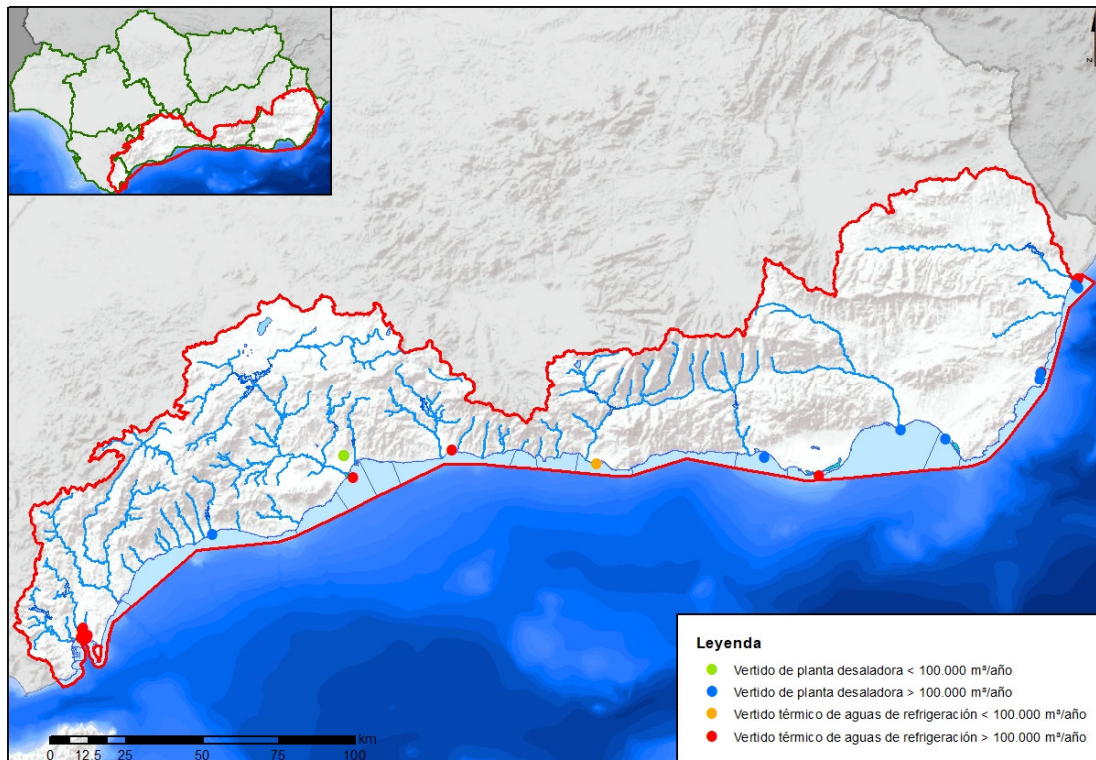 N
Leyenda
Vertido de planta desaladora < 100.000 m³/año
Vertido de planta desaladora > 100.000 m³/año
Vertido térmico de aguas de refrigeración < 100.000 m³/año
Vertido térmico de aguas de refrigeración > 100.000 m³/año
km
0 12,5 25 50 75 100